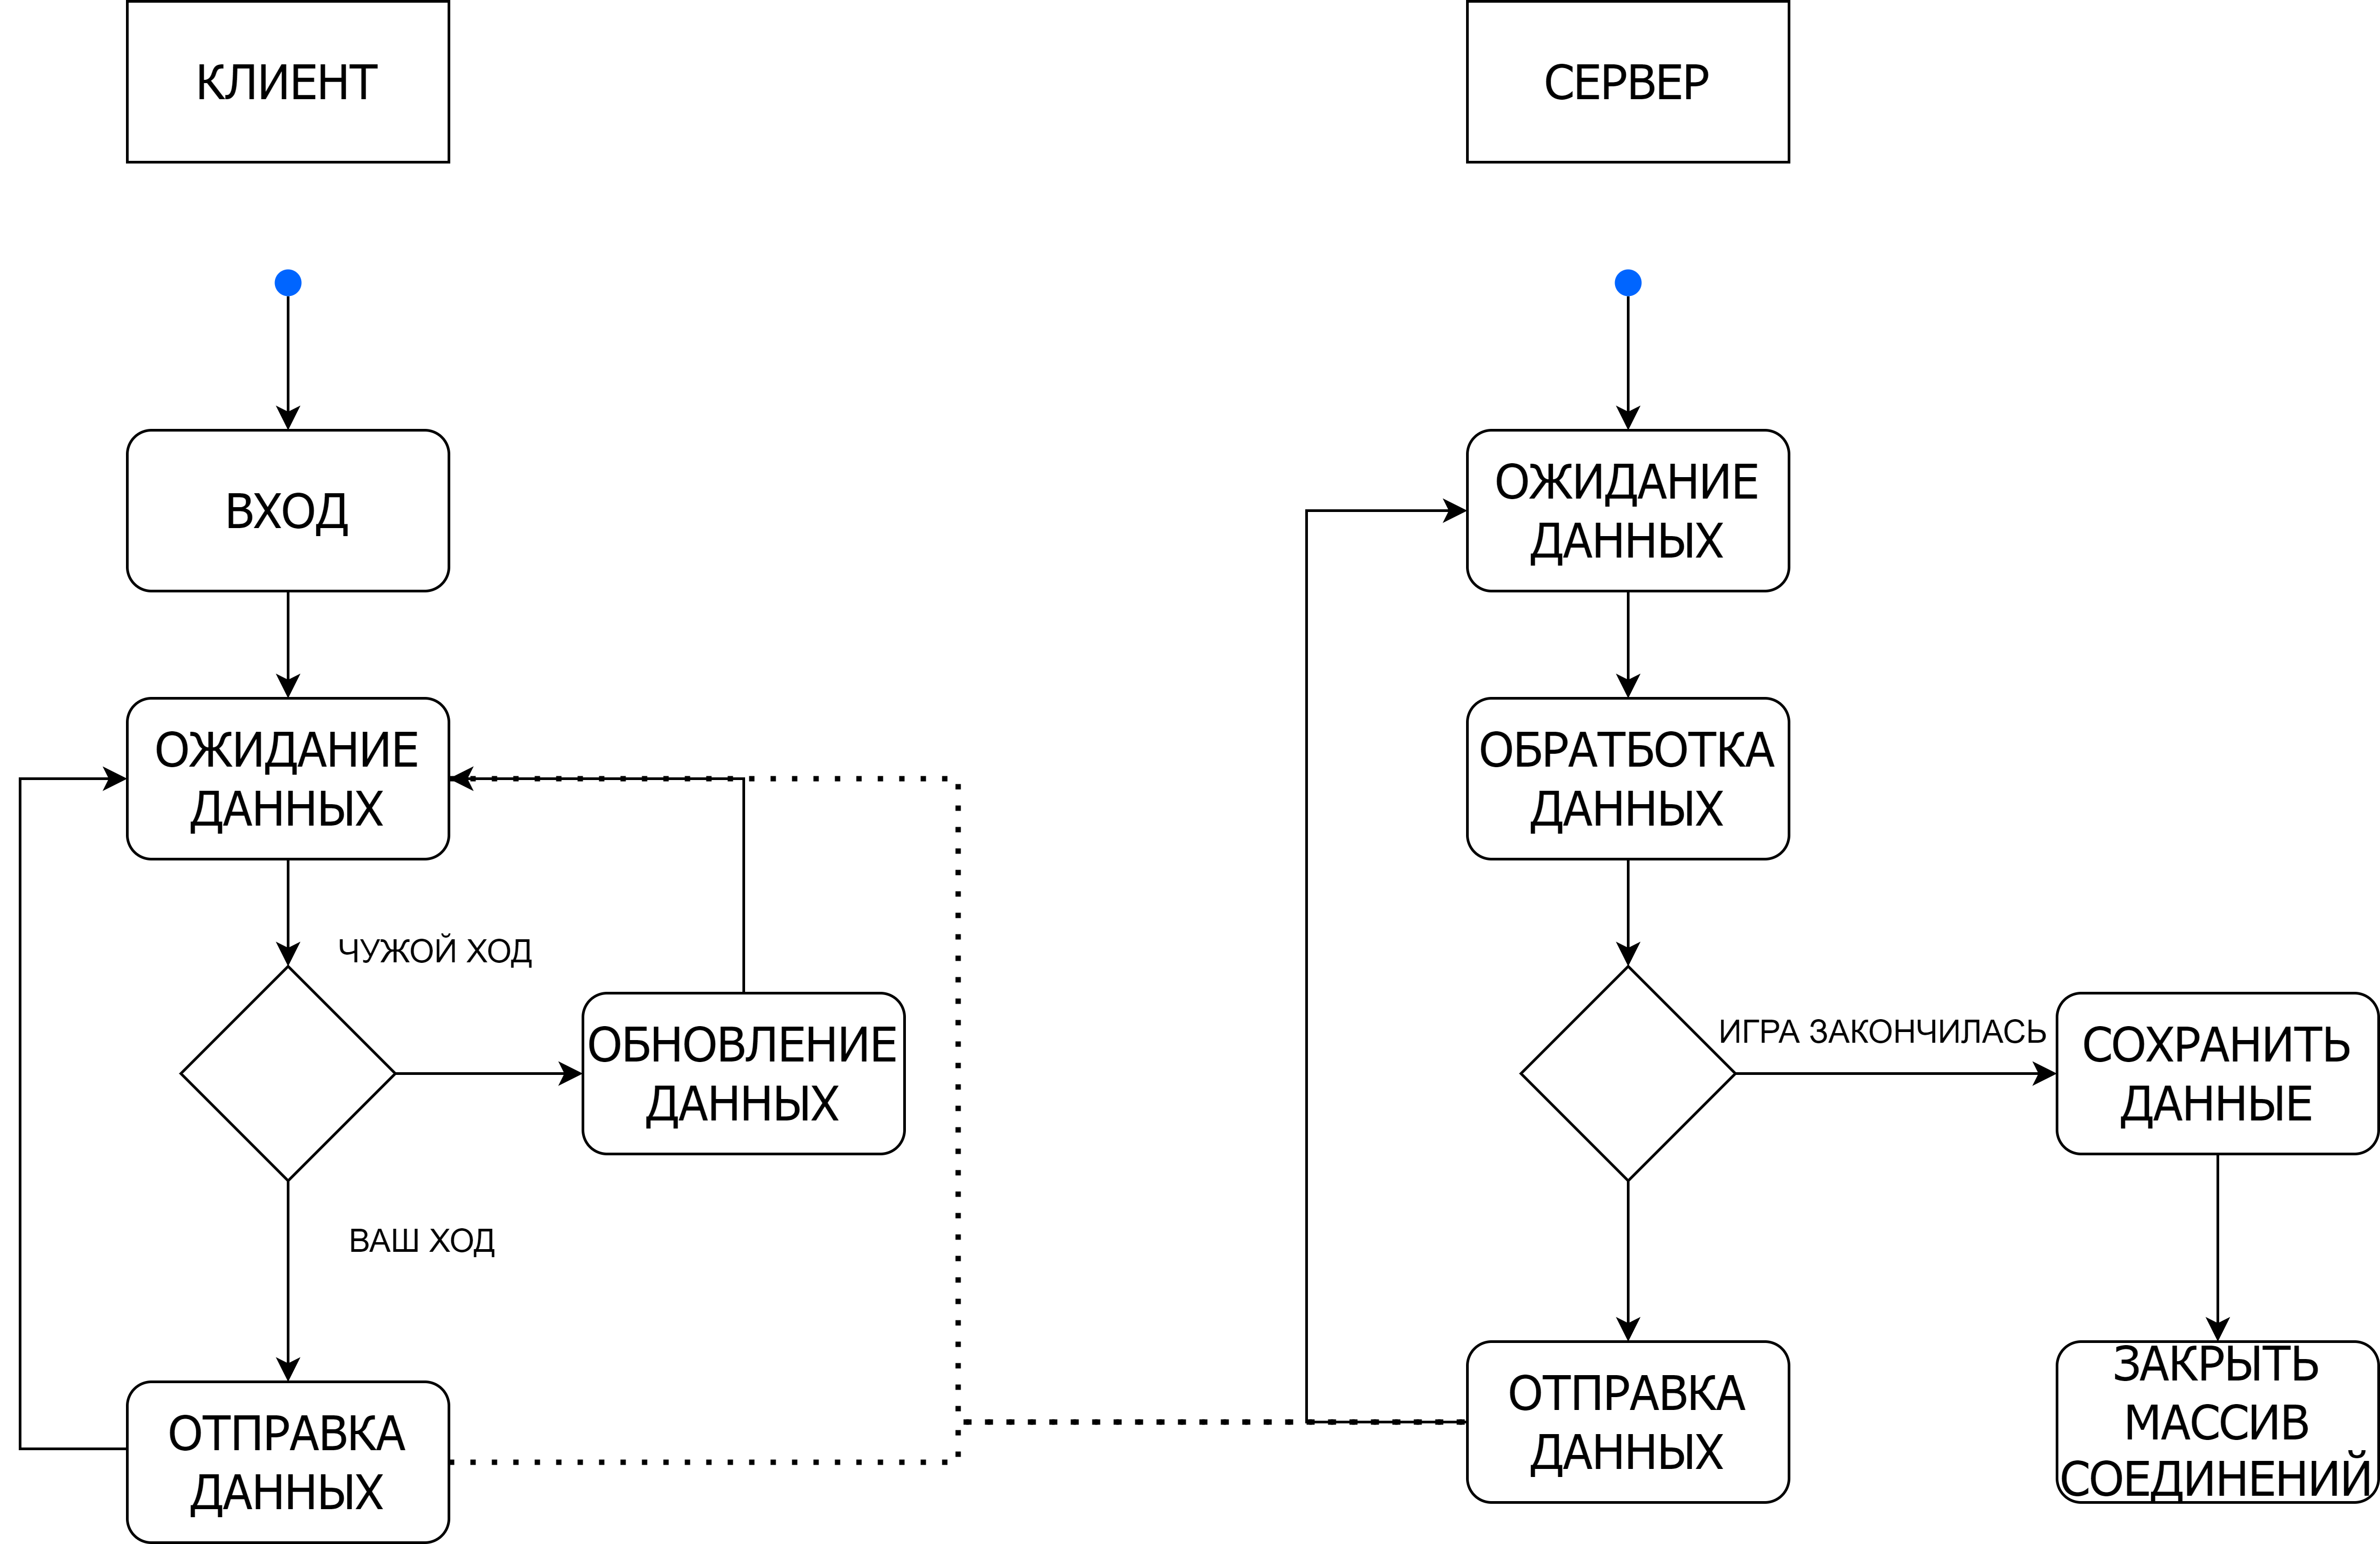 КЛИЕНТ
СЕРВЕР
ВХОД
ОЖИДАНИЕ
ДАННЫХ
ОЖИДАНИЕ
ДАННЫХ
ОБРАТБОТКА
ДАННЫХ
ЧУЖОЙ ХОД
ОБНОВЛЕНИЕ
ДАННЫХ
ИГРА ЗАКОНЧИЛАСЬ
СОХРАНИТЬ
ДАННЫЕ
ВАШ ХОД
ОТПРАВКА
ДАННЫХ
ОТПРАВКА
ДАННЫХ
ЗАКРЫТЬ
МАССИВ
СОЕДИНЕНИЙ